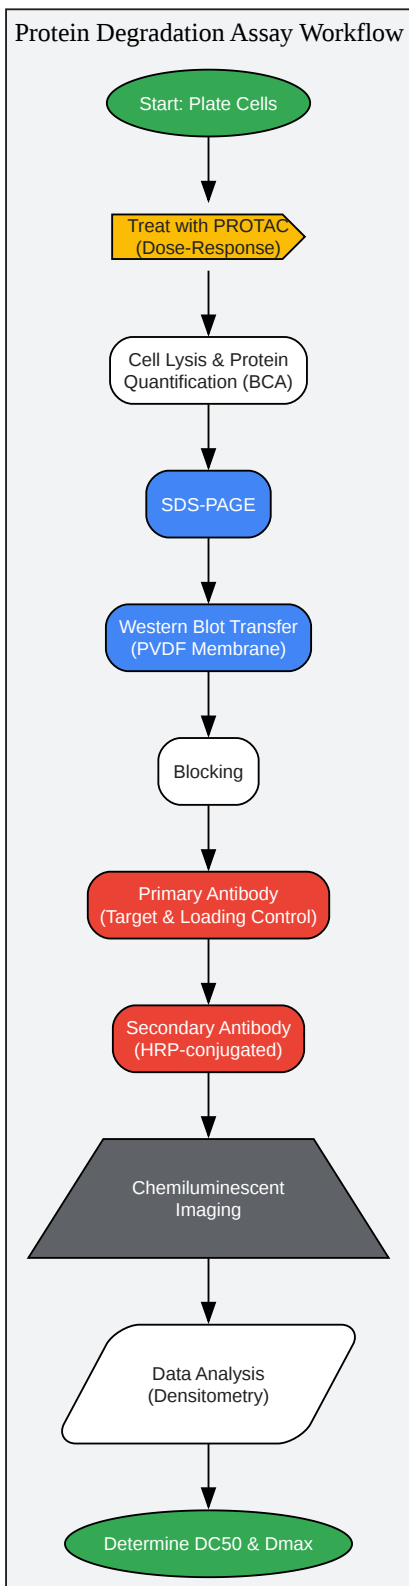 Protein Degradation Assay Workflow
Start: Plate Cells
Treat with PROTAC
(Dose-Response)
Cell Lysis & Protein
Quantification (BCA)
SDS-PAGE
Western Blot Transfer
(PVDF Membrane)
Blocking
Primary Antibody
(Target & Loading Control)
Secondary Antibody
(HRP-conjugated)
Chemiluminescent
Imaging
Data Analysis
(Densitometry)
Determine DC50 & Dmax